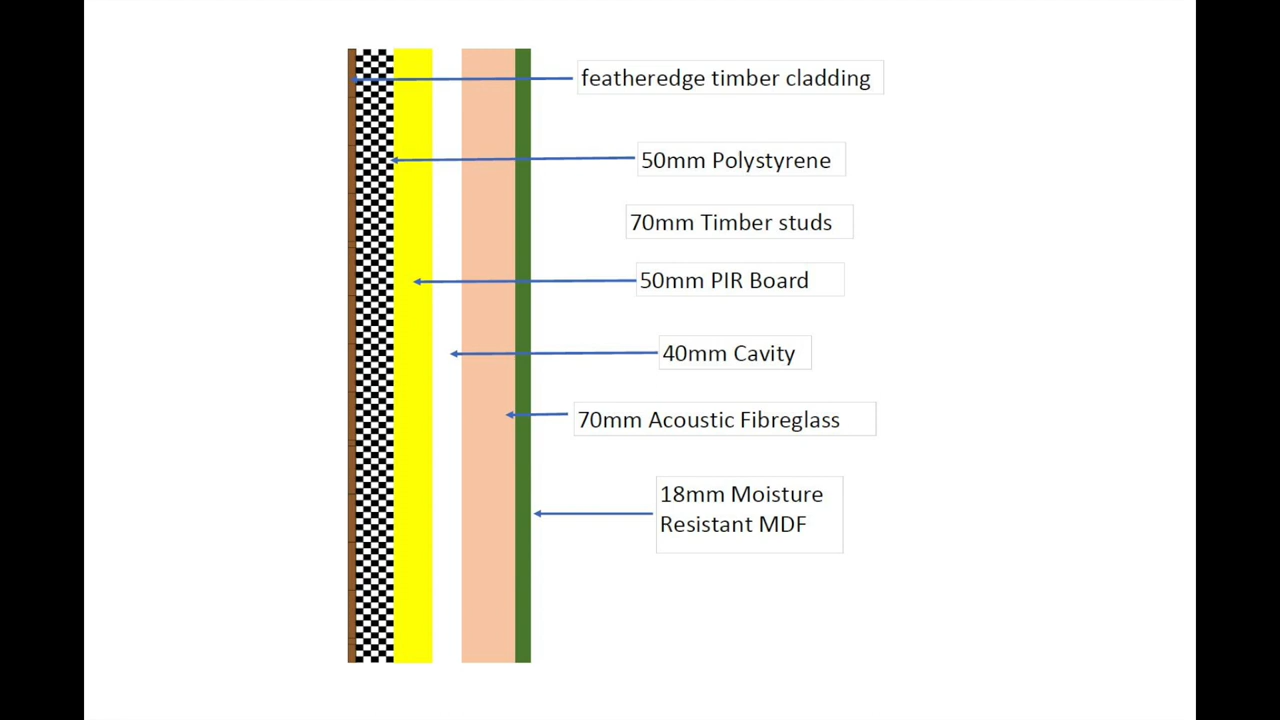 featheredge timber cladding
50mm Polystyrene
70mm Timber studs
50mm PIR Board
40mm Cavity
70mm Acoustic Fibreglass
18mm Moisture
Resistant MDF